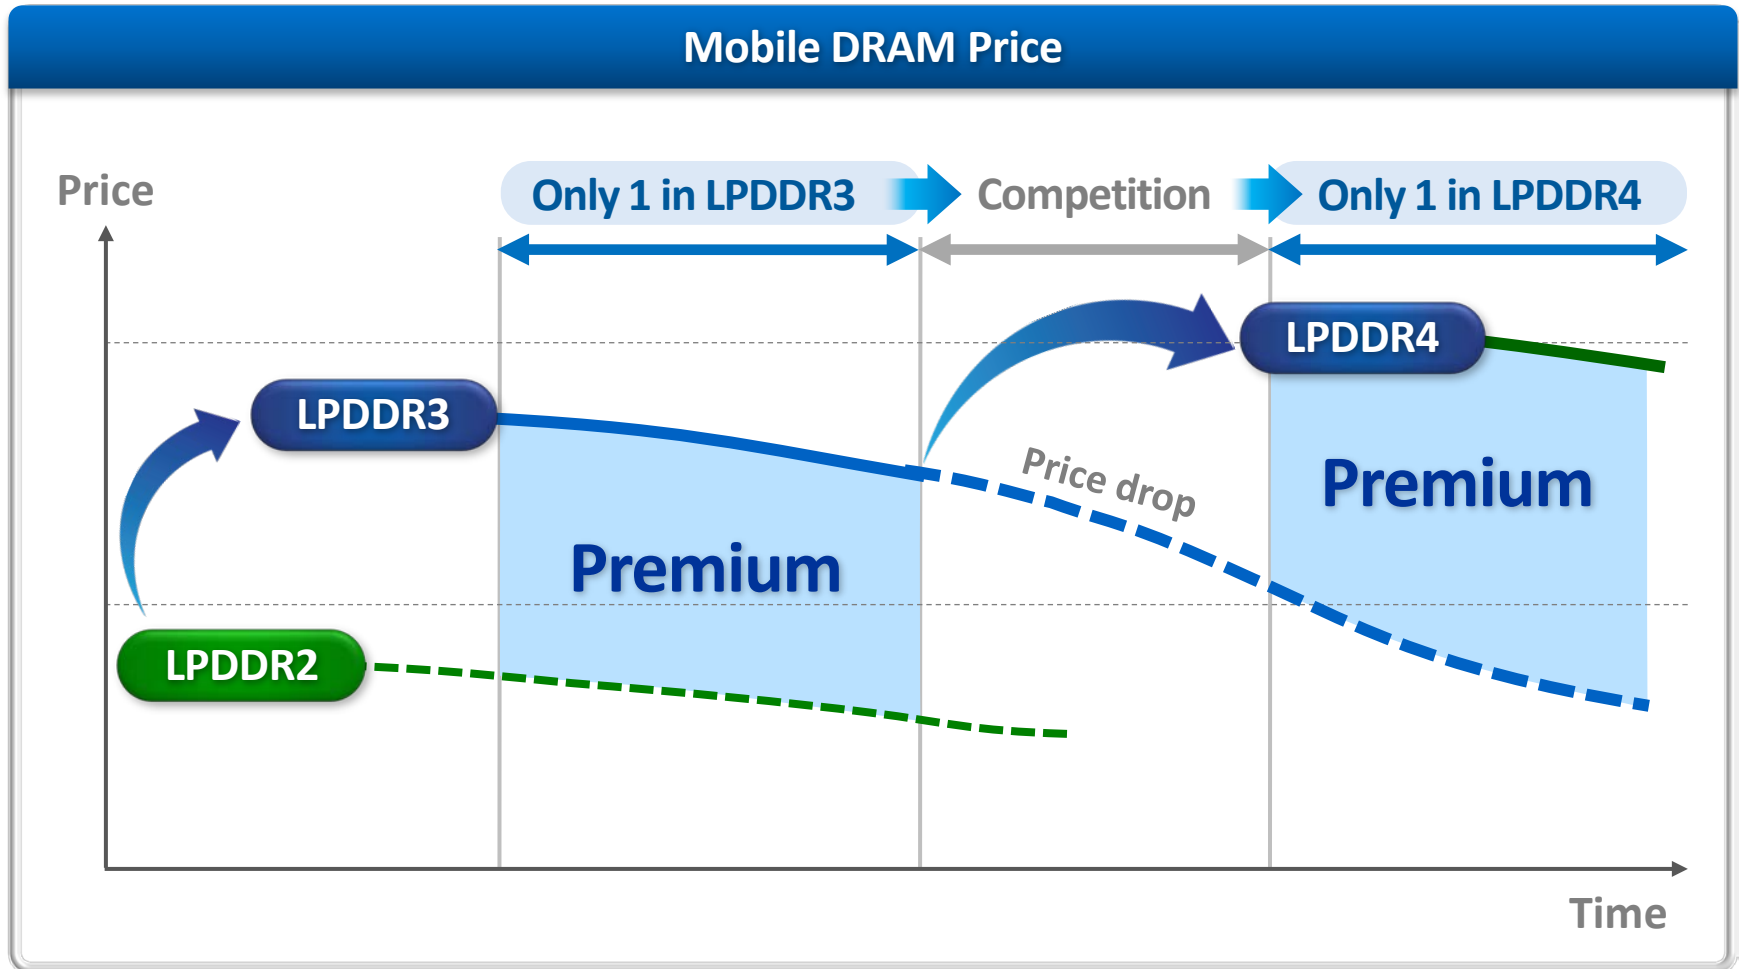 Mobile DRAM Price
Price
Only 1 in LPDDR3
Competition
Only 1 in LPDDR4
LPDDR4
LPDDR3
Price drop
Premium
Premium
LPDDR2
Time